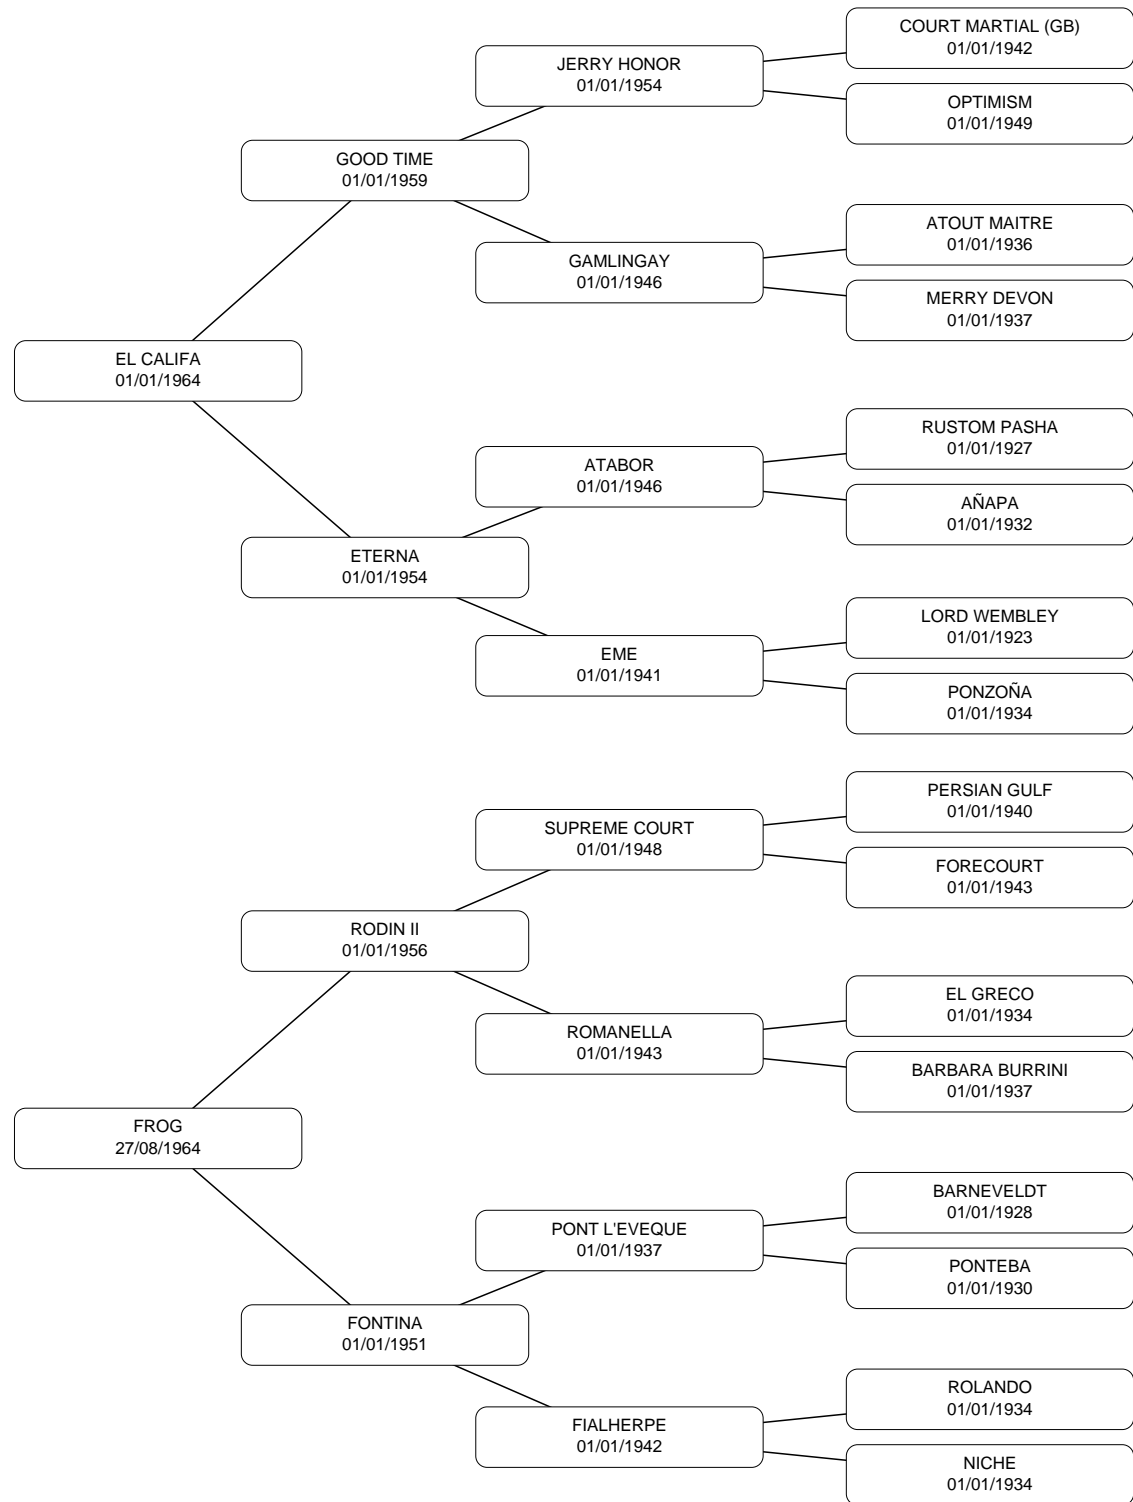 COURT MARTIAL (GB)
01/01/1942
JERRY HONOR
01/01/1954
OPTIMISM
01/01/1949
GOOD TIME
01/01/1959
ATOUT MAITRE
01/01/1936
GAMLINGAY
01/01/1946
MERRY DEVON
01/01/1937
EL CALIFA
01/01/1964
RUSTOM PASHA
01/01/1927
ATABOR
01/01/1946
AÑAPA
01/01/1932
ETERNA
01/01/1954
LORD WEMBLEY
01/01/1923
EME
01/01/1941
PONZOÑA
01/01/1934
PERSIAN GULF
01/01/1940
SUPREME COURT
01/01/1948
FORECOURT
01/01/1943
RODIN II
01/01/1956
EL GRECO
01/01/1934
ROMANELLA
01/01/1943
BARBARA BURRINI
01/01/1937
FROG
27/08/1964
BARNEVELDT
01/01/1928
PONT L'EVEQUE
01/01/1937
PONTEBA
01/01/1930
FONTINA
01/01/1951
ROLANDO
01/01/1934
FIALHERPE
01/01/1942
NICHE
01/01/1934